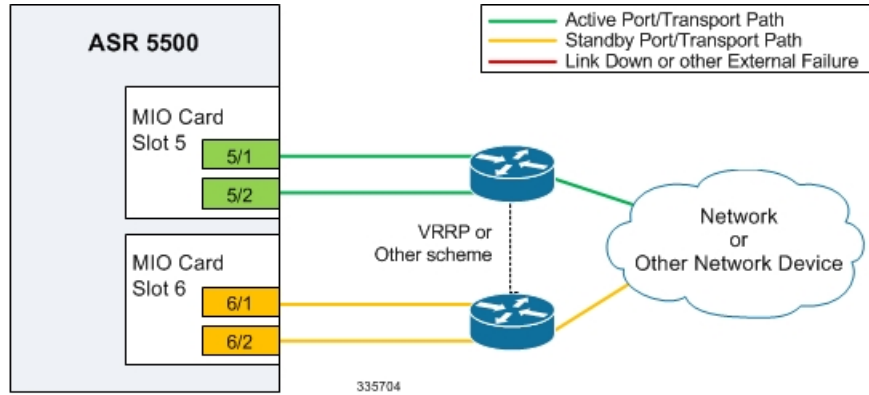 ASR 5500
Active Port/Transport Path
Standby Port/Transport Path
Link Down or other External Failure
MIO Card
Slot 5
5/1
5/2
VRRP or
Other scheme
Network
or
Other Network Device
MIO Card
Slot 6
6/1
6/2
335704